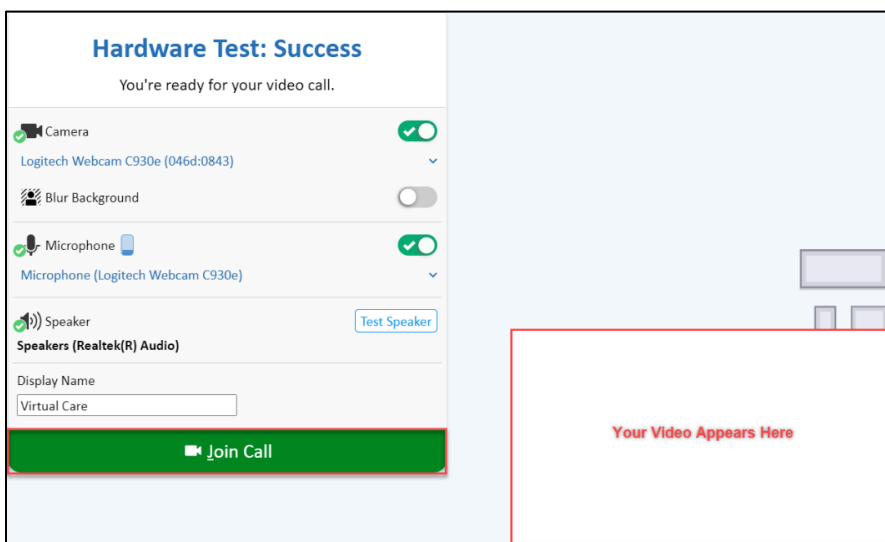 Hardware Test: Success
You're ready for your video call.
Camera
Logitech Webcam C930e (046d:0843)
Blur Background
Microphone
Microphone (Logitech Webcam C930e)
Speaker
Test Speaker
Speakers (Realtek(R) Audio)
Display Name
Virtual Care
Join Call
Your Video Appears Here